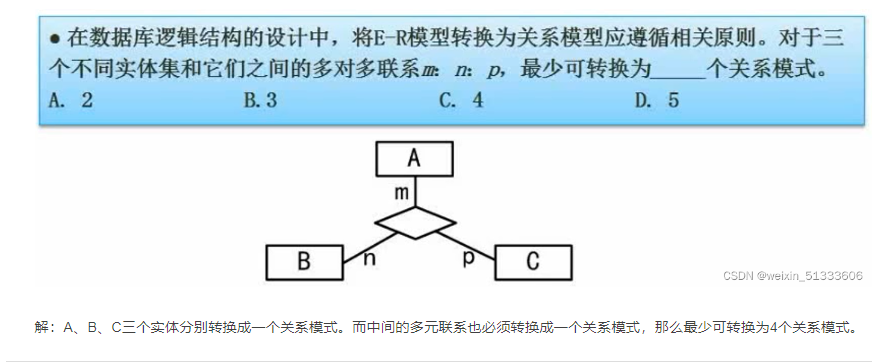 ● 在数据库逻辑结构的设计中，将E-R模型转换为关系模型应遵循相关原则。对于三
个不同实体集和它们之间的多对多联系m：n：p，最少可转换为_____个关系模式。
A. 2 B.3 C. 4 D. 5
A
m
B n p C
CSDN @weixin_51333606
解：A、B、C三个实体分别转换成一个关系模式。而中间的多元联系也必须转换成一个关系模式，那么最少可转换为4个关系模式。